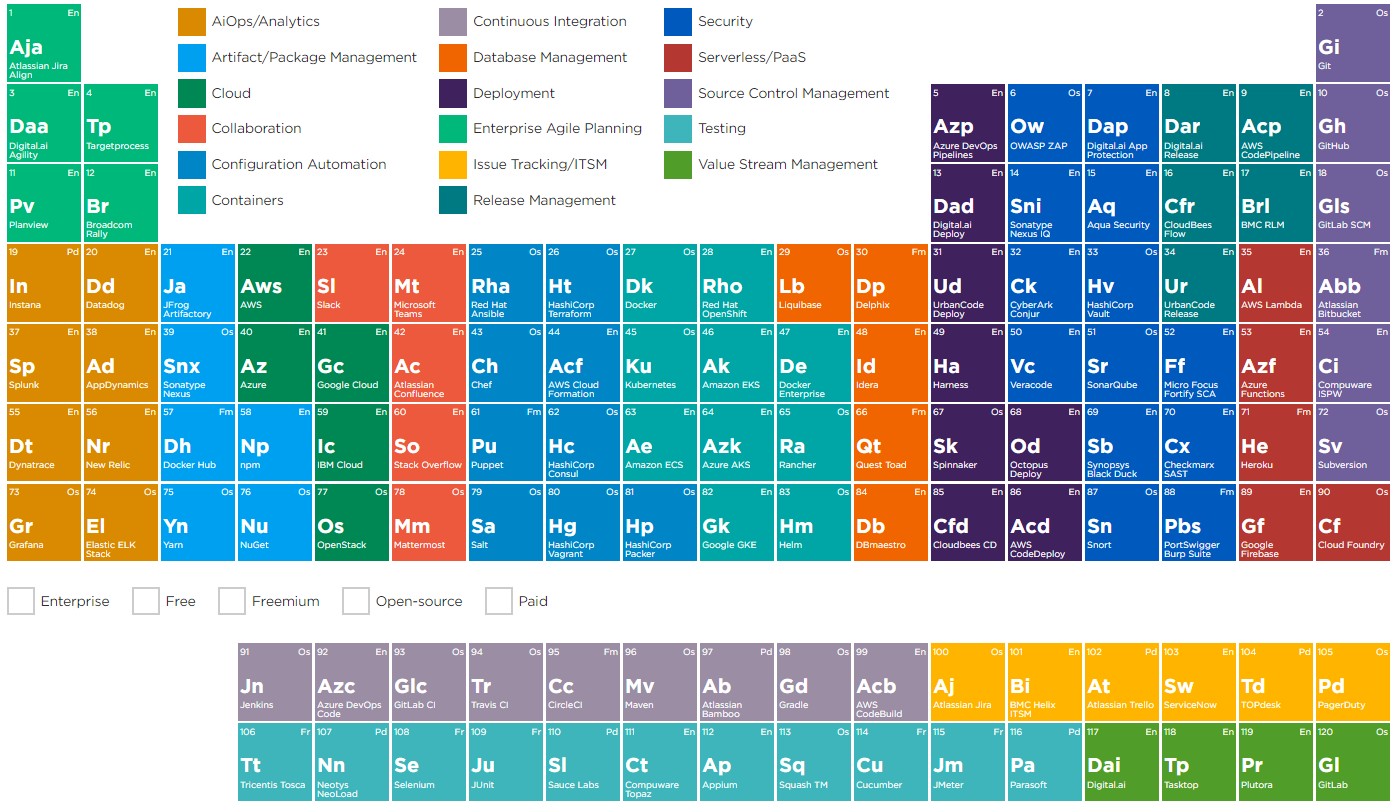 1 En
Aja
Atlassian Jira
Align
AiOps/Analytics
Artifact/Package Management
Cloud
Collaboration
Configuration Automation
Containers
Continuous Integration
Database Management
Deployment
Enterprise Agile Planning
Issue Tracking/ITSM
Release Management
Security
Serverless/PaaS
Source Control Management
Testing
Value Stream Management
2 Os
Gi
Git
3 En
Daa
Digital.ai
Agility
4 En
Tp
Targetprocess
5 En
Azp
Azure DevOps
Pipelines
6 Os
Ow
OWASP ZAP
7 En
Dap
Digital.ai App
Protection
8 En
Dar
Digital.ai
Release
9 En
Acp
AWS
CodePipeline
10 Os
Gh
GitHub
11 En
Pv
Planview
12 En
Br
Broadcom
Rally
13 En
Dad
Digital.ai
Deploy
14 En
Sni
Sonatype
Nexus IQ
15 En
Aq
Aqua Security
16 En
Cfr
CloudBees
Flow
17 En
Brl
BMC RLM
18 Os
Gls
GitLab SCM
19 Pd
In
Instana
20 En
Dd
Datadog
21 En
Ja
JFrog
Artifactory
22 En
Aws
AWS
23 En
Sl
Slack
24 En
Mt
Microsoft
Teams
25 Os
Rha
Red Hat
Ansible
26 Os
Ht
HashiCorp
Terraform
27 Os
Dk
Docker
28 En
Rho
Red Hat
OpenShift
29 Os
Lb
Liquibase
30 Fm
Dp
Delphix
31 En
Ud
UrbanCode
Deploy
32 En
Ck
CyberArk
Conjur
33 Os
Hv
HashiCorp
Vault
34 En
Ur
UrbanCode
Release
35 En
Al
AWS Lambda
36 Fm
Abb
Atlassian
Bitbucket
37 En
Sp
Splunk
38 En
Ad
AppDynamics
39 Os
Snx
Sonatype
Nexus
40 En
Az
Azure
41 En
Gc
Google Cloud
42 En
Ac
Atlassian
Confluence
43 Os
Ch
Chef
44 En
Acf
AWS Cloud
Formation
45 Os
Ku
Kubernetes
46 En
Ak
Amazon EKS
47 En
De
Docker
Enterprise
48 En
Id
Idera
49 En
Ha
Harness
50 En
Vc
Veracode
51 Os
Sr
SonarQube
52 En
Ff
Micro Focus
Fortify SCA
53 En
Azf
Azure
Functions
54 En
Ci
Compuware
ISPW
55 En
Dt
Dynatrace
56 En
Nr
New Relic
57 Fm
Dh
Docker Hub
58 En
Np
npm
59 En
Ic
IBM Cloud
60 En
So
Stack Overflow
61 Fm
Pu
Puppet
62 Os
Hc
HashiCorp
Consul
63 En
Ae
Amazon ECS
64 En
Azk
Azure AKS
65 Os
Ra
Rancher
66 Fm
Qt
Quest Toad
67 Os
Sk
Spinnaker
68 En
Od
Octopus
Deploy
69 En
Sb
Synopsys
Black Duck
70 En
Cx
Checkmarx
SAST
71 Fm
He
Heroku
72 Os
Sv
Subversion
73 Os
Gr
Grafana
74 Os
El
Elastic ELK
Stack
75 Os
Yn
Yarn
76 Os
Nu
NuGet
77 Os
Os
OpenStack
78 Os
Mm
Mattermost
79 Os
Sa
Salt
80 Os
Hg
HashiCorp
Vagrant
81 Os
Hp
HashiCorp
Packer
82 En
Gk
Google GKE
83 Os
Hm
Helm
84 En
Db
DBmaestro
85 En
Cfd
Cloudbees CD
86 En
Acd
AWS
CodeDeploy
87 Os
Sn
Snort
88 Fm
Pbs
PortSwigger
Burp Suite
89 En
Gf
Google
Firebase
90 Os
Cf
Cloud Foundry
Enterprise
Free
Freemium
Open-source
Paid
91 Os
Jn
Jenkins
92 En
Azc
Azure DevOps
Code
93 Os
Glc
GitLab CI
94 Os
Tr
Travis CI
95 Fm
Cc
CircleCI
96 Os
Mv
Maven
97 Pd
Ab
Atlassian
Bamboo
98 Os
Gd
Gradle
99 En
Acb
AWS
CodeBuild
100 Os
Aj
Atlassian Jira
101 En
Bi
BMC Helix
ITSM
102 Pd
At
Atlassian Trello
103 En
Sw
ServiceNow
104 Pd
Td
TOPdesk
105 Os
Pd
PagerDuty
106 Fr
Tt
Tricentis Tosca
107 Pd
Nn
Neotys
NeoLoad
108 Fr
Se
Selenium
109 Fr
Ju
JUnit
110 Pd
Sl
Sauce Labs
111 En
Ct
Compuware
Topaz
112 En
Ap
Appium
113 Os
Sq
Squash TM
114 Fr
Cu
Cucumber
115 Fr
Jm
JMeter
116 Pd
Pa
Parasoft
117 En
Dai
Digital.ai
118 En
Tp
Tasktop
119 En
Pr
Plutora
120 Os
Gl
GitLab